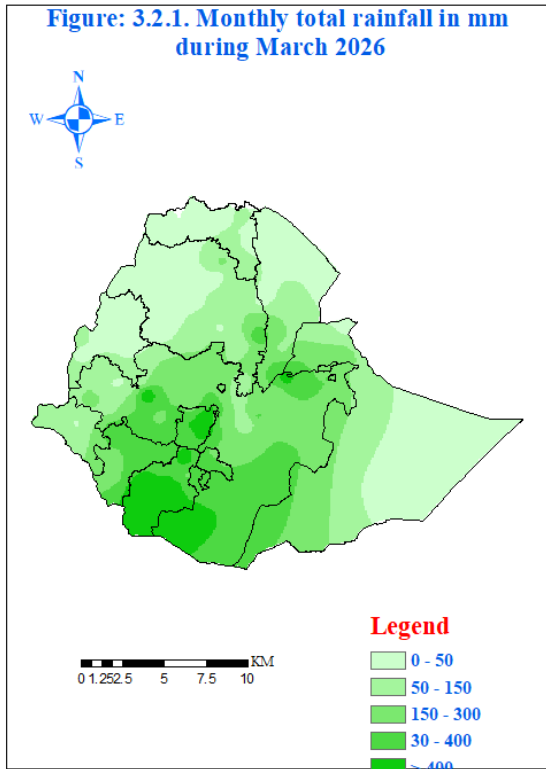 Figure: 3.2.1. Monthly total rainfall in mm
during March 2026
N
W E
S
Legend
0 - 50
50 - 150
150 - 300
30 - 400
> 400
KM
0 1.252.5 5 7.5 10